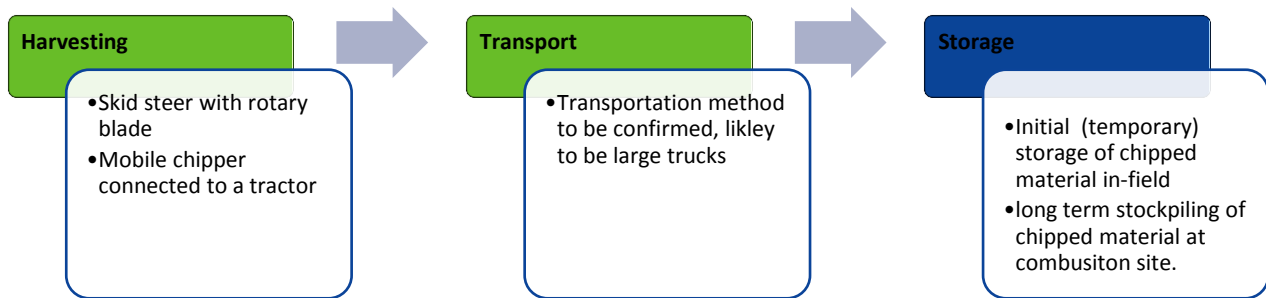 Harvesting
•Skid steer with rotary
blade
•Mobile chipper
connected to a tractor
Transport
•Transportation method
to be confirmed, likley
to be large trucks
Storage
•Initial (temporary)
storage of chipped
material in-field
•long term stockpiling of
chipped material at
combusiton site.